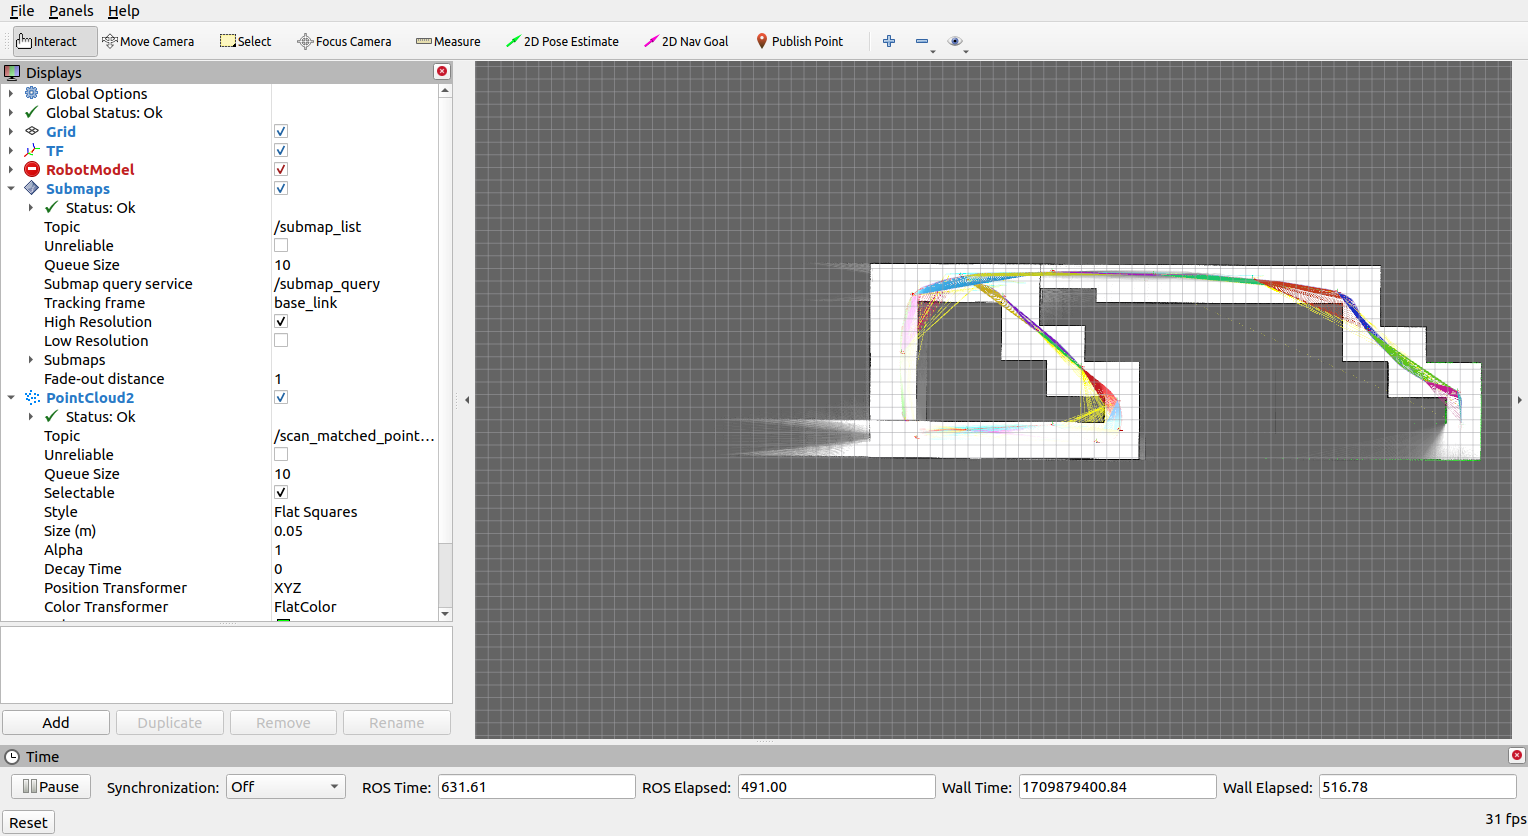 File Panels Help
Interact Move Camera Select Focus Camera Measure 2D Pose Estimate 2D Nav Goal Publish Point
Displays
Global Options
Global Status: Ok
Grid
TF
RobotModel
Submaps
Status: Ok
Topic /submap_list
Unreliable
Queue Size 10
Submap query service /submap_query
Tracking frame base_link
High Resolution
Low Resolution
Submaps
Fade-out distance 1
PointCloud2
Status: Ok
Topic /scan_matched_point...
Unreliable
Queue Size 10
Selectable
Style Flat Squares
Size (m) 0.05
Alpha 1
Decay Time 0
Position Transformer XYZ
Color Transformer FlatColor
Add Duplicate Remove Rename
Time
Pause Synchronization: Off ROS Time: 631.61 ROS Elapsed: 491.00 Wall Time: 1709879400.84 Wall Elapsed: 516.78
Reset 31 fps